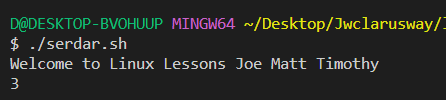 D@DESKTOP-BVOHUUP MINGW64 ~/Desktop/Jwclarusway/
$ ./serdar.sh
Welcome to Linux Lessons Joe Matt Timothy
3